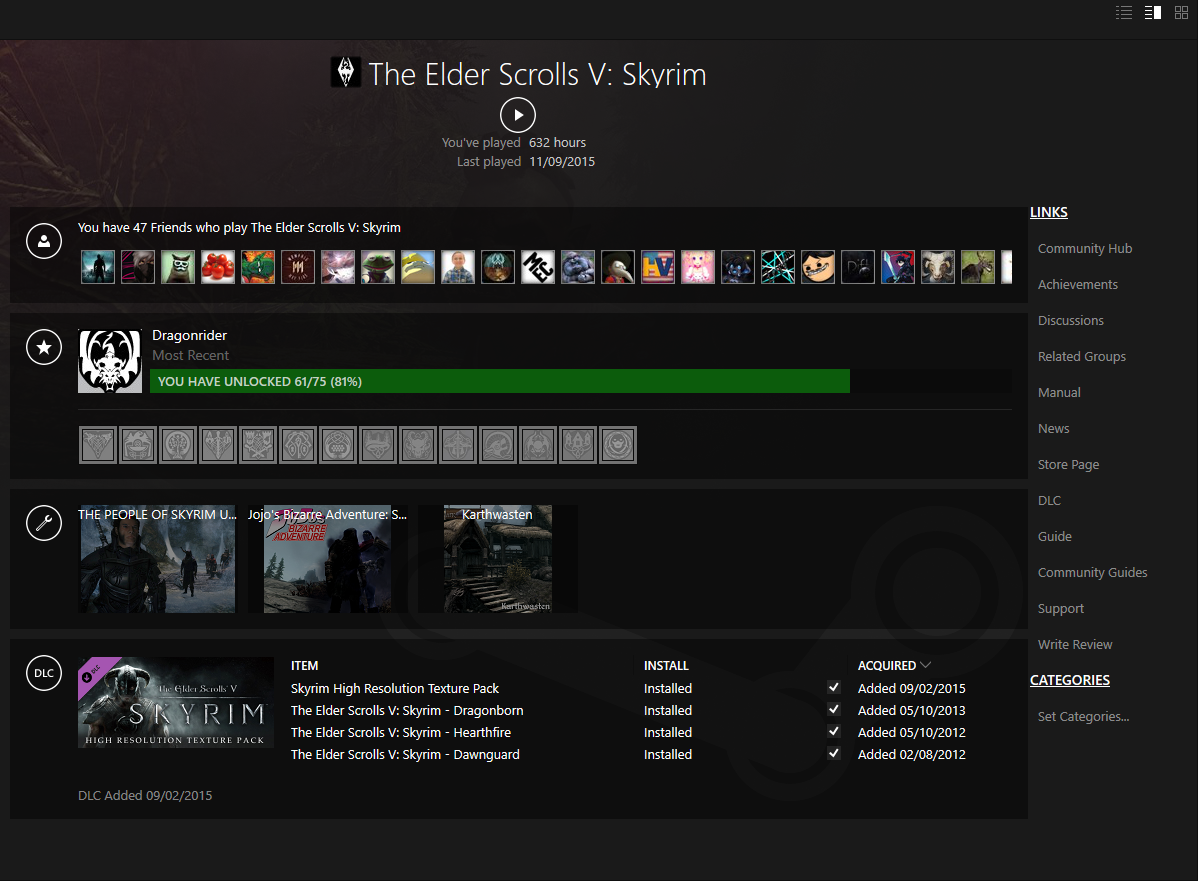 The Elder Scrolls V: Skyrim
You've played 632 hours
Last played 11/09/2015
You have 47 Friends who play The Elder Scrolls V: Skyrim
Dragonrider
Most Recent
YOU HAVE UNLOCKED 61/75 (81%)
THE PEOPLE OF SKYRIM U...
Jojo's Bizarre Adventure: S...
Karthwasten
BIZARRE
ADVENTURE
Karthwasten
DLC
DLC
The Elder Scrolls V
SKYRIM
HIGH RESOLUTION TEXTURE PACK
ITEM INSTALL ACQUIRED
Skyrim High Resolution Texture Pack Installed Added 09/02/2015
The Elder Scrolls V: Skyrim - Dragonborn Installed Added 05/10/2013
The Elder Scrolls V: Skyrim - Hearthfire Installed Added 05/10/2012
The Elder Scrolls V: Skyrim - Dawnguard Installed Added 02/08/2012
DLC Added 09/02/2015
LINKS
Community Hub
Achievements
Discussions
Related Groups
Manual
News
Store Page
DLC
Guide
Community Guides
Support
Write Review
CATEGORIES
Set Categories...